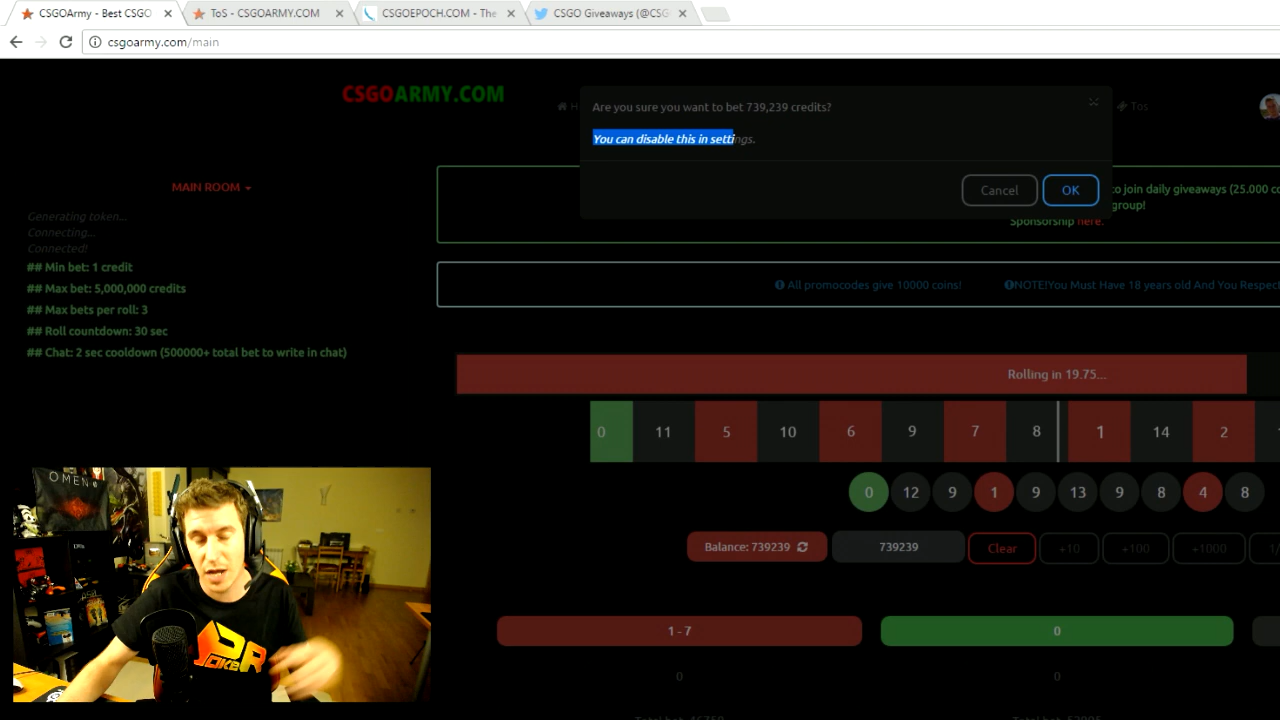 CSGOArmy - Best CSGO
ToS - CSGOARMY.COM
CSGOEPOCH.COM - The
CSGO Giveaways (@CSG
csgoarmy.com/main
CSGOARMY.COM
H
Tos
Are you sure you want to bet 739,239 credits?
You can disable this in settings.
Cancel
OK
MAIN ROOM
to join daily giveaways (25.000 co
group!
Sponsorship here.
Generating token...
Connecting...
Connected!
## Min bet: 1 credit
## Max bet: 5,000,000 credits
## Max bets per roll: 3
## Roll countdown: 30 sec
## Chat: 2 sec cooldown (500000+ total bet to write in chat)
All promocodes give 10000 coins!
NOTE!You Must Have 18 years old And You Respect
Rolling in 19.75...
0 11 5 10 6 9 7 8 1 14 2
0 12 9 1 9 13 9 8 4 8
Balance: 739239
739239
Clear
+10
+100
+1000
1/
1 - 7
0
0
0
OMEN
JOKER